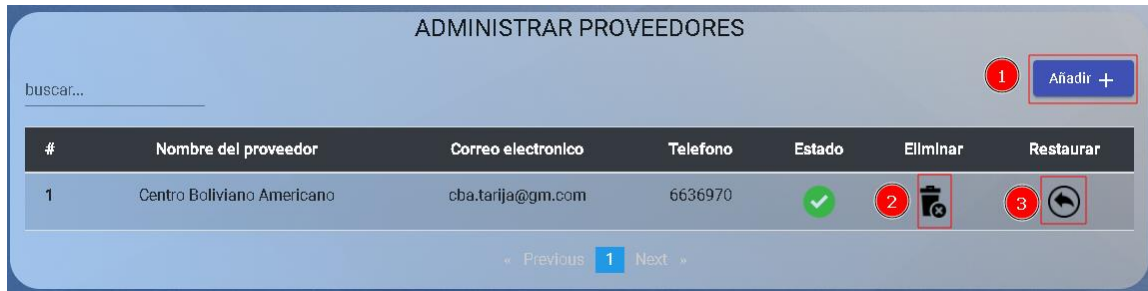 ADMINISTRAR PROVEEDORES
buscar...
1 Añadir +
# Nombre del proveedor Correo electronico Telefono Estado Eliminar Restaurar
1 Centro Boliviano Americano cba.tarija@gm.com 6636970 2 3
« Previous 1 Next »